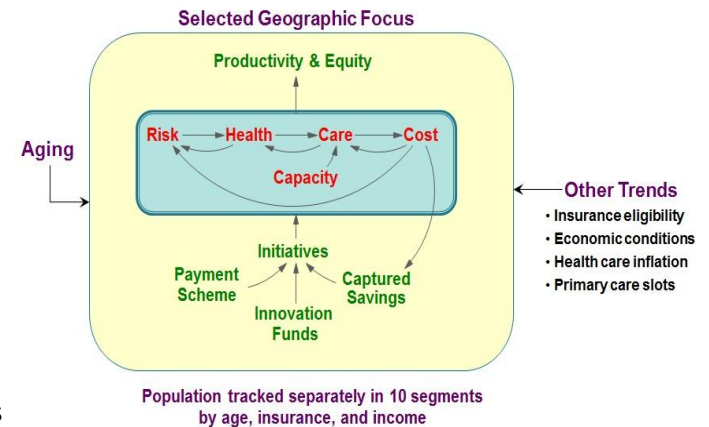 Selected Geographic Focus
Productivity & Equity
Risk Health Care Cost
Capacity
Aging
Other Trends
• Insurance eligibility
• Economic conditions
• Health care inflation
• Primary care slots
Initiatives
Payment
Scheme
Captured
Savings
Innovation
Funds
Population tracked separately in 10 segments
by age, insurance, and income
s